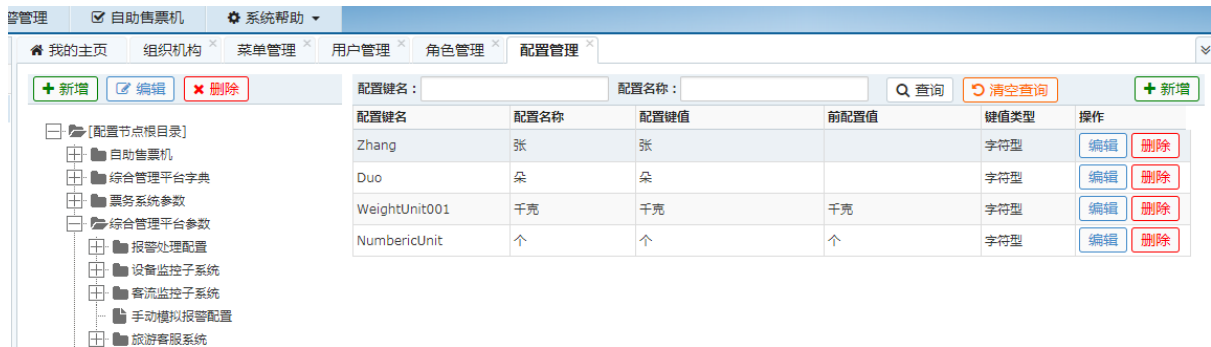 警管理 自助售票机 系统帮助
我的主页 组织机构 菜单管理 用户管理 角色管理 配置管理
新增 编辑 删除
配置键名： 配置名称： 查询 清空查询 新增
配置键名 配置名称 配置键值 前配置值 键值类型 操作
Zhang 张 张 字符型 编辑 删除
Duo 朵 朵 字符型 编辑 删除
WeightUnit001 千克 千克 千克 字符型 编辑 删除
NumbericUnit 个 个 个 字符型 编辑 删除
[配置节点根目录]
自助售票机
综合管理平台字典
票务系统参数
综合管理平台参数
报警处理配置
设备监控子系统
客流监控子系统
手动模拟报警配置
旅游客服系统